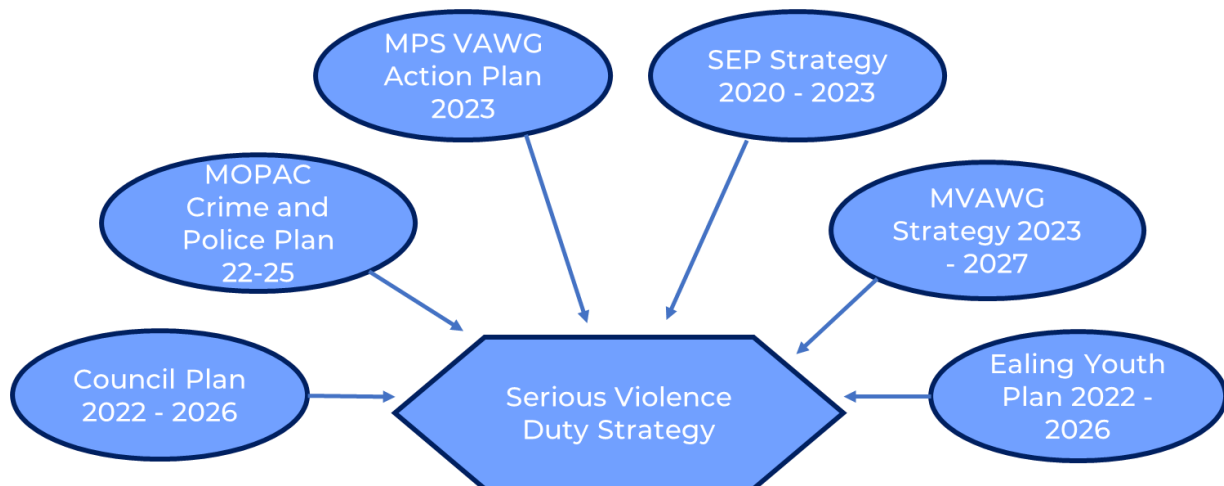 MPS VAWG
Action Plan
2023
SEP Strategy
2020 - 2023
MOPAC
Crime and
Police Plan
22-25
MVAWG
Strategy 2023
- 2027
Council Plan
2022 - 2026
Serious Violence
Duty Strategy
Ealing Youth
Plan 2022 -
2026